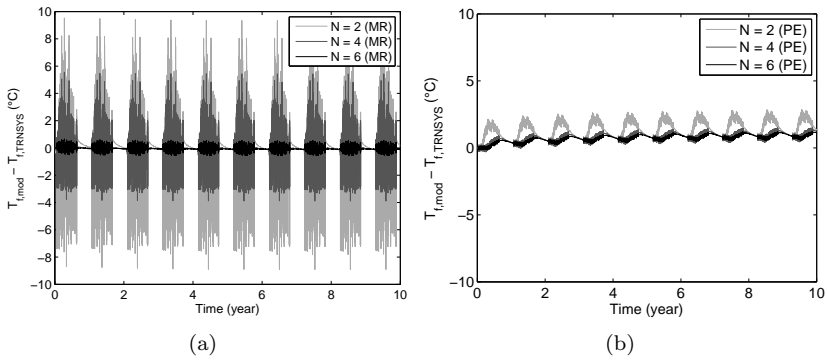 N = 2 (MR)
N = 4 (MR)
N = 6 (MR)
10
8
6
4
2
0
−2
−4
−6
−8
−10
T_f,mod − T_f,TRNSYS (°C)
0 2 4 6 8 10
Time (year)
(a)
N = 2 (PE)
N = 4 (PE)
N = 6 (PE)
10
5
0
−5
−10
T_f,mod − T_f,TRNSYS (°C)
0 2 4 6 8 10
Time (year)
(b)